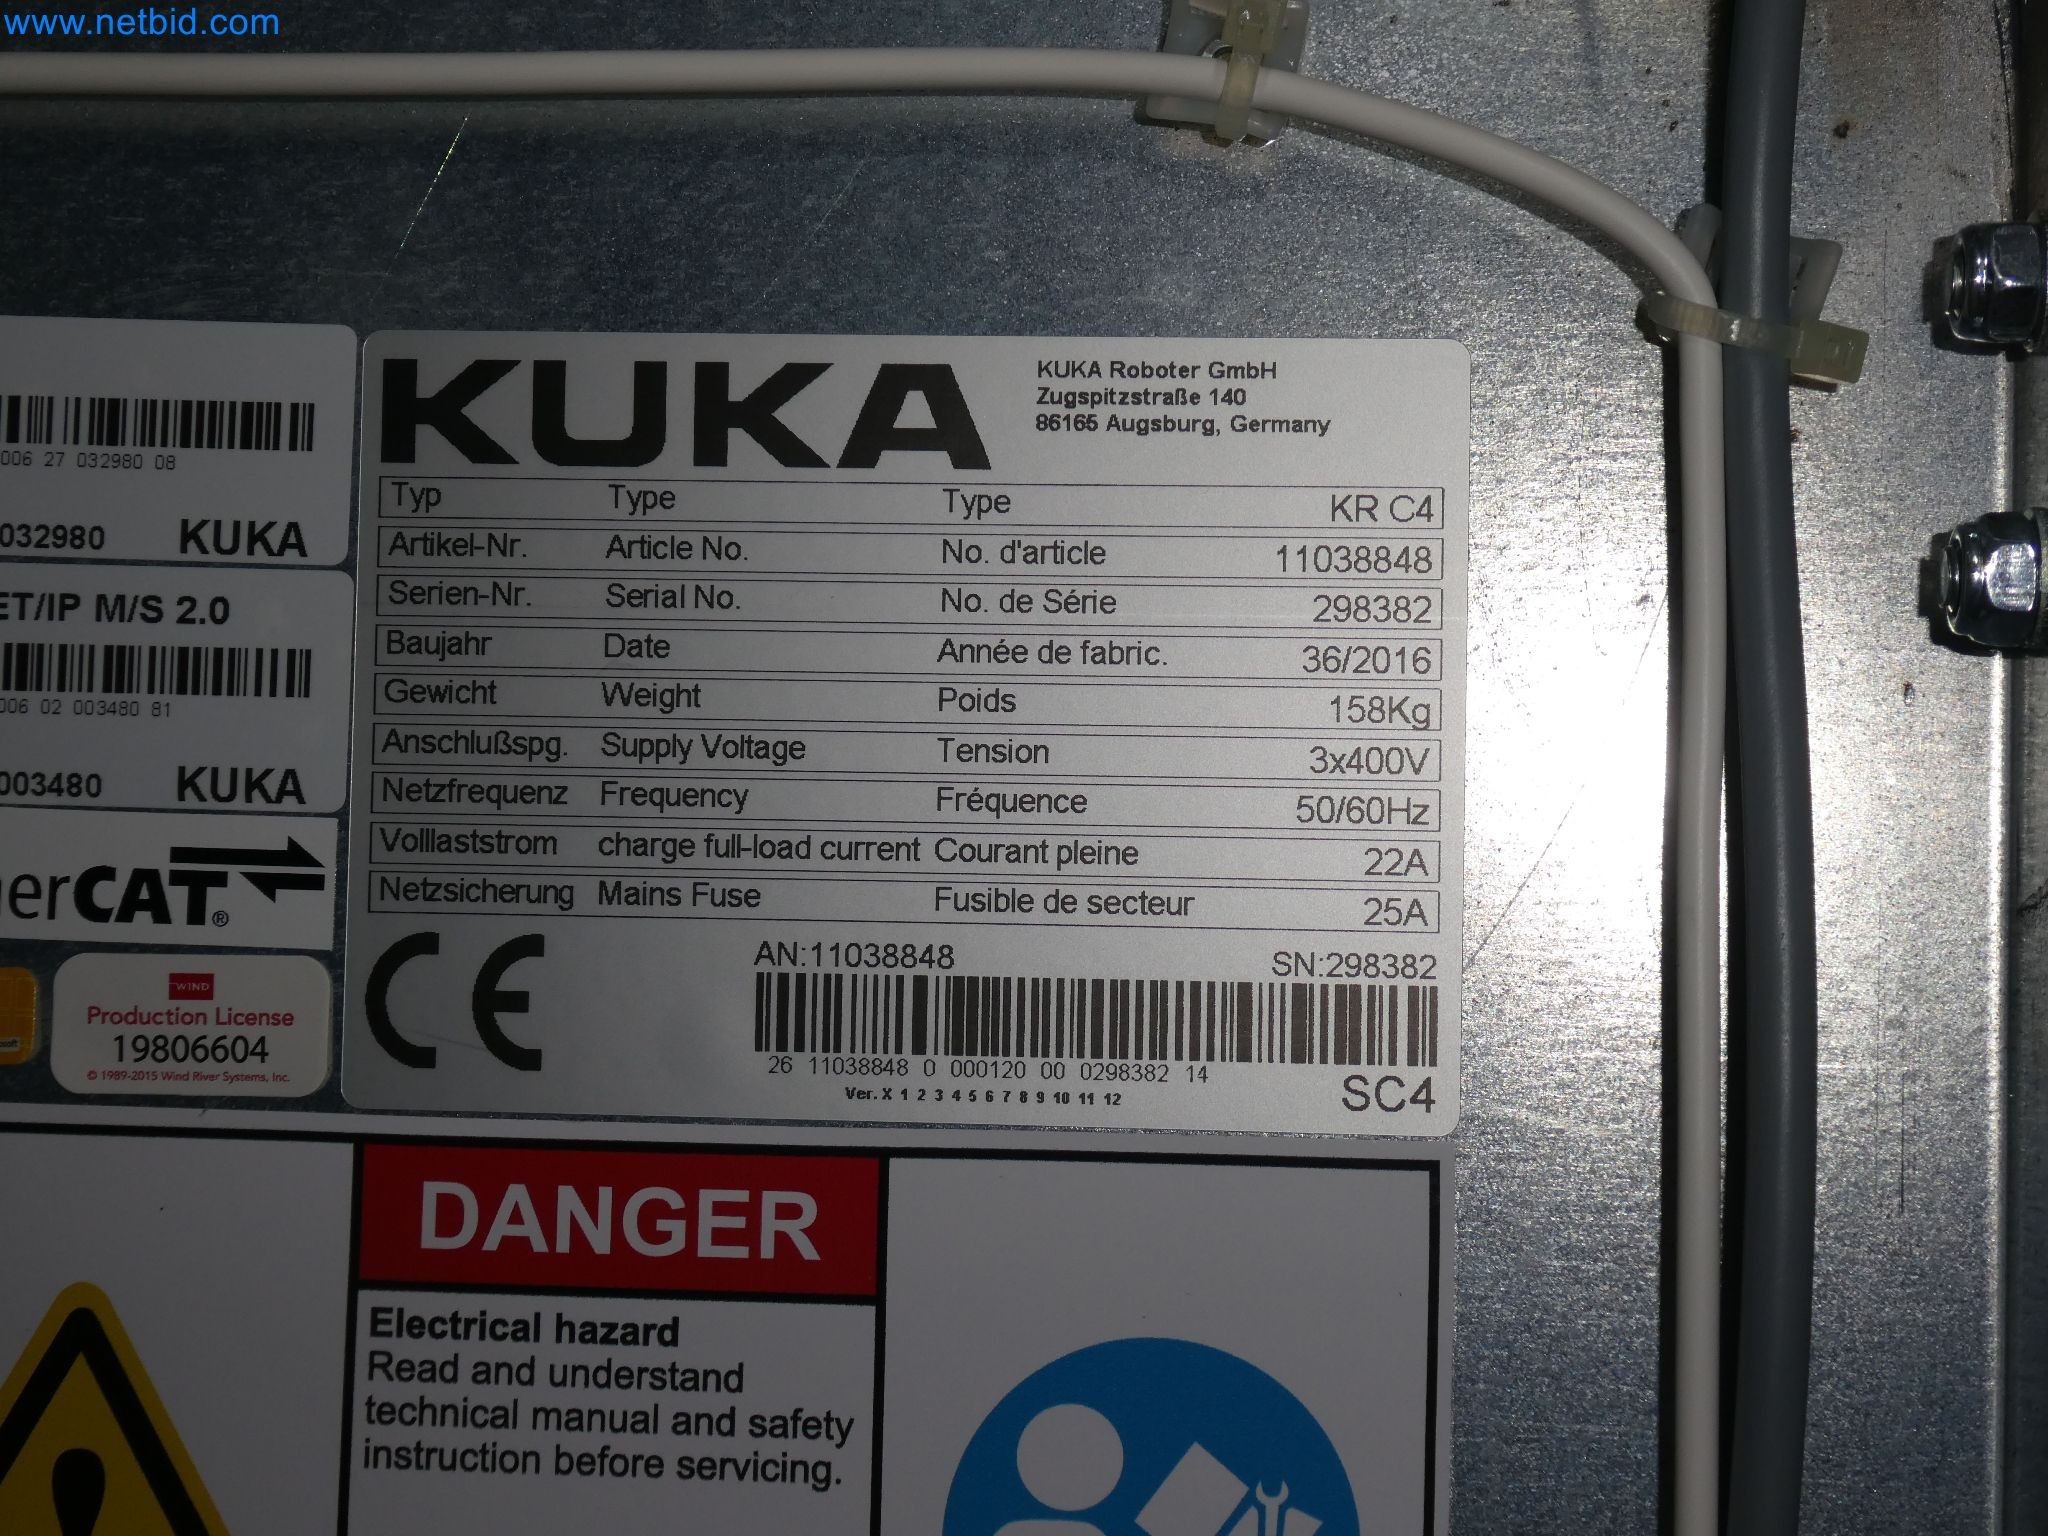 www.netbid.com
006 27 032980 08
032980 KUKA
ET/IP M/S 2.0
006 02 003480 81
003480 KUKA
herCAT®
WIND
Production License
19806604
© 1989-2015 Wind River Systems, Inc.
KUKA
KUKA Roboter GmbH
Zugspitzstraße 140
86165 Augsburg, Germany
Typ Type Type KR C4
Artikel-Nr. Article No. No. d'article 11038848
Serien-Nr. Serial No. No. de Série 298382
Baujahr Date Année de fabric. 36/2016
Gewicht Weight Poids 158Kg
Anschlußspg. Supply Voltage Tension 3x400V
Netzfrequenz Frequency Fréquence 50/60Hz
Volllaststrom charge full-load current Courant pleine 22A
Netzsicherung Mains Fuse Fusible de secteur 25A
CE
AN:11038848 SN:298382
26 11038848 0 000120 00 0298382 14
Ver. X 1 2 3 4 5 6 7 8 9 10 11 12
SC4
DANGER
Electrical hazard
Read and understand
technical manual and safety
instruction before servicing.